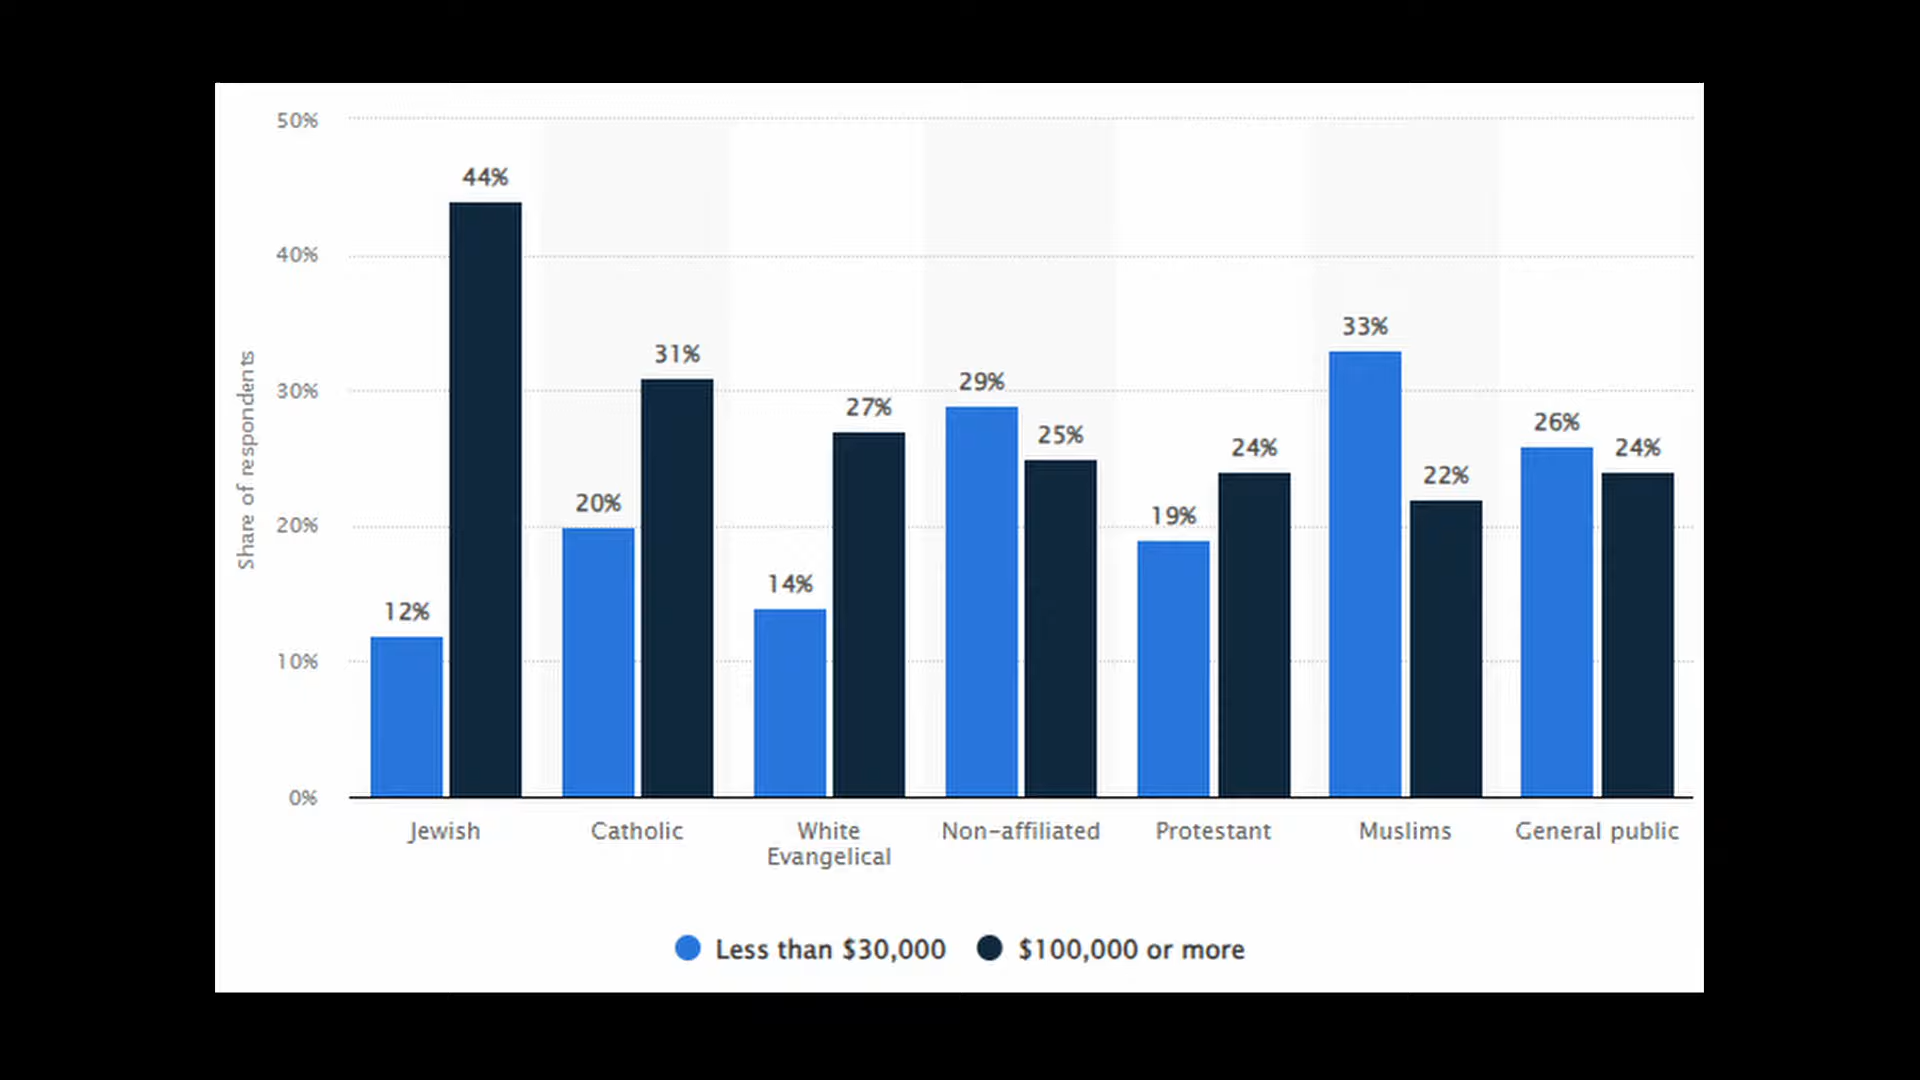 50%
44%
40%
33%
31%
30%
29%
27%
26%
25%
24%
24%
22%
20%
20%
19%
14%
12%
10%
0%
Share of respondents
Jewish
Catholic
White
Evangelical
Non-affiliated
Protestant
Muslims
General public
Less than $30,000
$100,000 or more